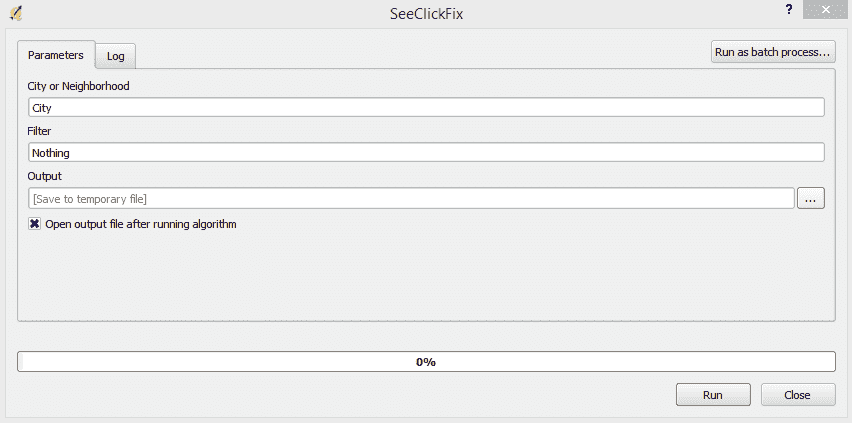 SeeClickFix
?
Parameters
Log
Run as batch process...
City or Neighborhood
City
Filter
Nothing
Output
[Save to temporary file]
...
Open output file after running algorithm
0%
Run
Close